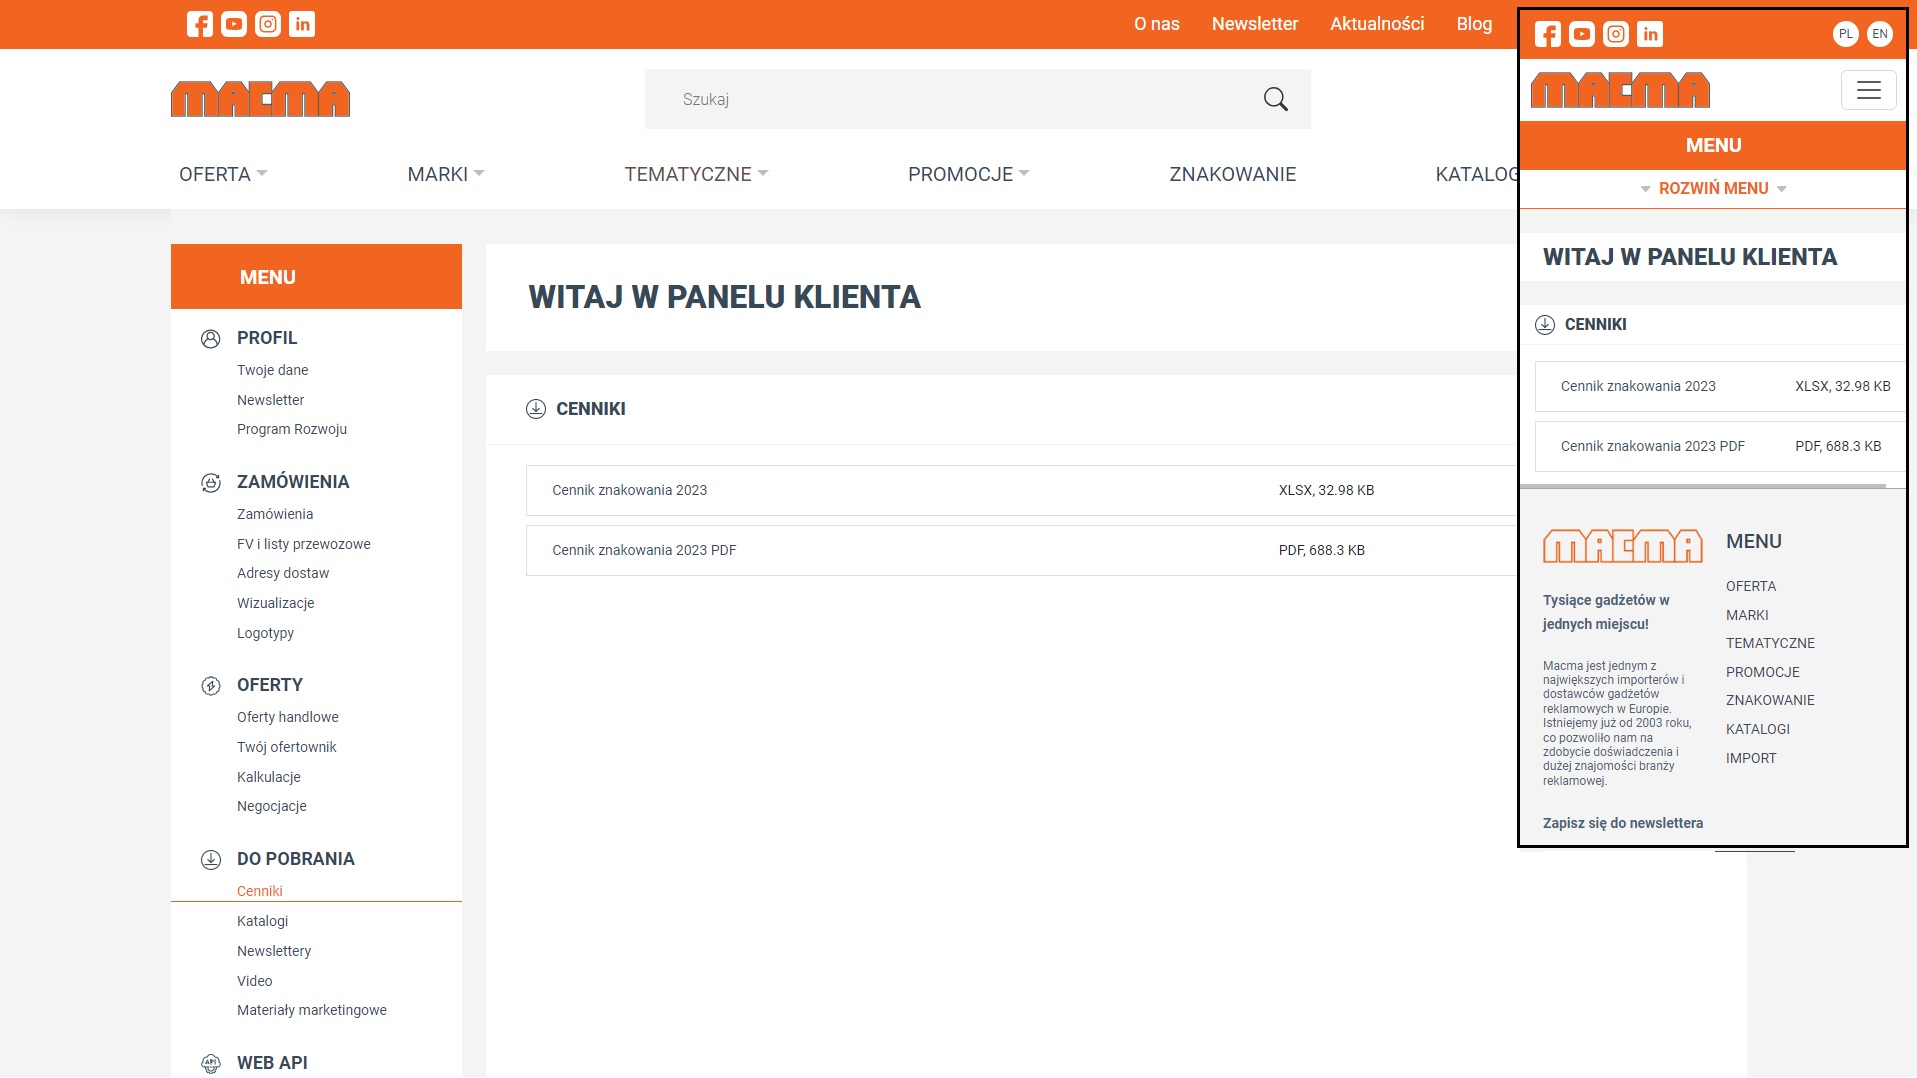 O nas Newsletter Aktualności Blog
MACMA
Szukaj
OFERTA MARKI TEMATYCZNE PROMOCJE ZNAKOWANIE KATALOG
MENU
PROFIL
Twoje dane
Newsletter
Program Rozwoju
ZAMÓWIENIA
Zamówienia
FV i listy przewozowe
Adresy dostaw
Wizualizacje
Logotypy
OFERTY
Oferty handlowe
Twój ofertownik
Kalkulacje
Negocjacje
DO POBRANIA
Cenniki
Katalogi
Newslettery
Video
Materiały marketingowe
API
WEB API
WITAJ W PANELU KLIENTA
CENNIKI
Cennik znakowania 2023 XLSX, 32.98 KB
Cennik znakowania 2023 PDF PDF, 688.3 KB
PL EN
MACMA
MENU
ROZWIŃ MENU
WITAJ W PANELU KLIENTA
CENNIKI
Cennik znakowania 2023 XLSX, 32.98 KB
Cennik znakowania 2023 PDF PDF, 688.3 KB
MACMA
Tysiące gadżetów w
jednych miejscu!
Macma jest jednym z
największych importerów i
dostawców gadżetów
reklamowych w Europie.
Istniejemy już od 2003 roku,
co pozwoliło nam na
zdobycie doświadczenia i
dużej znajomości branży
reklamowej.
Zapisz się do newslettera
MENU
OFERTA
MARKI
TEMATYCZNE
PROMOCJE
ZNAKOWANIE
KATALOGI
IMPORT